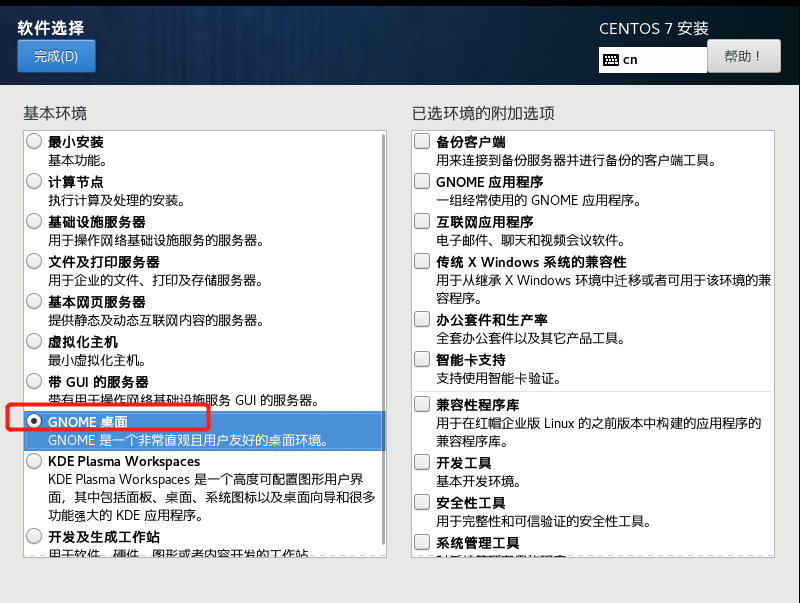 软件选择
完成(D)
CENTOS 7 安装
cn
帮助！
基本环境
最小安装
基本功能。
计算节点
执行计算及处理的安装。
基础设施服务器
用于操作网络基础设施服务的服务器。
文件及打印服务器
用于企业的文件、打印及存储服务器。
基本网页服务器
提供静态及动态互联网内容的服务器。
虚拟化主机
最小虚拟化主机。
带 GUI 的服务器
带有用于操作网络基础设施服务 GUI 的服务器。
GNOME 桌面
GNOME 是一个非常直观且用户友好的桌面环境。
KDE Plasma Workspaces
KDE Plasma Workspaces 是一个高度可配置图形用户界
面，其中包括面板、桌面、系统图标以及桌面向导和很多
功能强大的 KDE 应用程序。
开发及生成工作站
用于软件、硬件、图形或者内容开发的工作站
已选环境的附加选项
备份客户端
用来连接到备份服务器并进行备份的客户端工具。
GNOME 应用程序
一组经常使用的 GNOME 应用程序。
互联网应用程序
电子邮件、聊天和视频会议软件。
传统 X Windows 系统的兼容性
用于从继承 X Windows 环境中迁移或者可用于该环境的兼
容程序。
办公套件和生产率
全套办公套件以及其它产品工具。
智能卡支持
支持使用智能卡验证。
兼容性程序库
用于在红帽企业版 Linux 的之前版本中构建的应用程序的
兼容程序库。
开发工具
基本开发环境。
安全性工具
用于完整性和可信验证的安全性工具。
系统管理工具